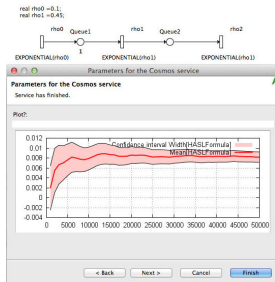 real rho0 =0.1;
real rho1 =0.45;
rho0 Queue1 rho1 Queue2 rho2
1
EXPONENTIAL(rho0) EXPONENTIAL(rho1) EXPONENTIAL(rho1)
Parameters for the Cosmos service
Parameters for the Cosmos service
Service has finished.
Plot?:
0.012
0.01
0.008
0.006
0.004
0.002
0
-0.002
-0.004
Confidence interval Width[HASLFormula]
Mean[HASLFormula]
0 5000 10000 15000 20000 25000 30000 35000 40000 45000 50000
< Back Next > Cancel Finish